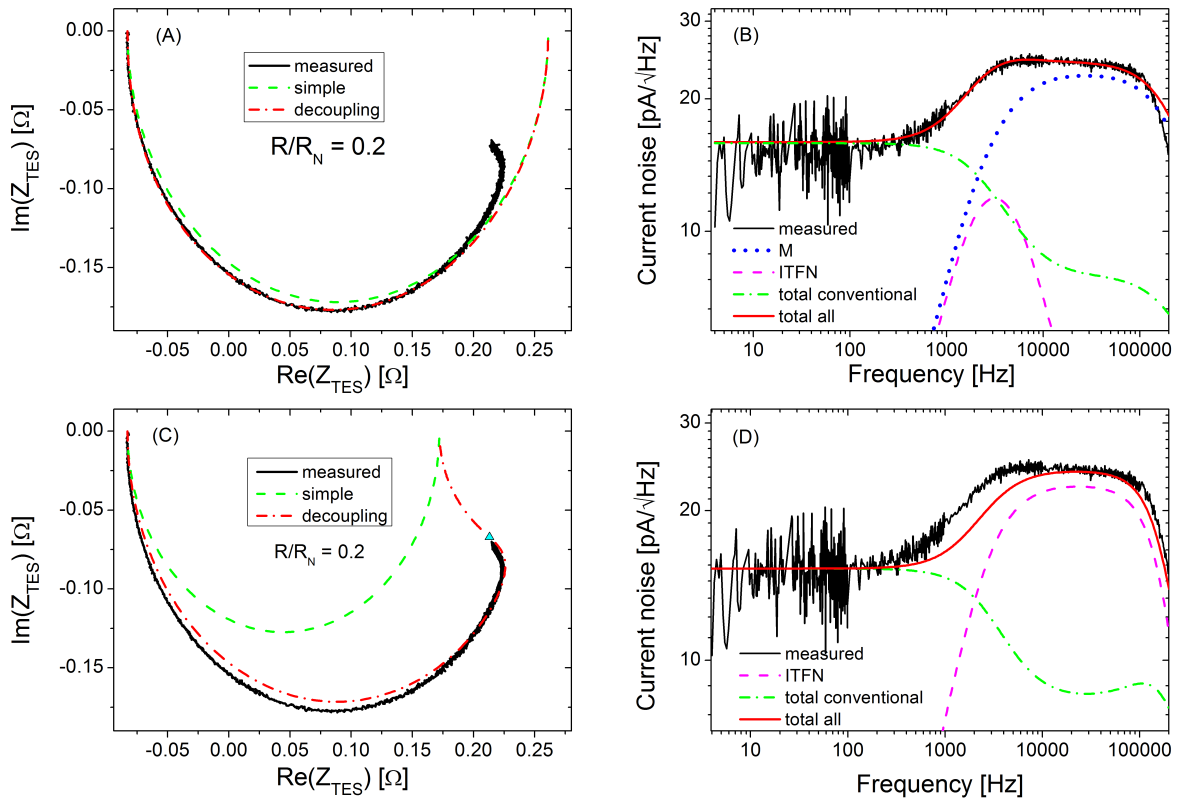 (A)
measured
simple
decoupling
R/R_N = 0.2
0.00
-0.05
-0.10
-0.15
Im(Z_TES) [Ω]
-0.05 0.00 0.05 0.10 0.15 0.20 0.25
Re(Z_TES) [Ω]
(B)
30
20
10
Current noise [pA/√Hz]
measured
M
ITFN
total conventional
total all
10 100 1000 10000 100000
Frequency [Hz]
(C)
measured
simple
decoupling
R/R_N = 0.2
0.00
-0.05
-0.10
-0.15
Im(Z_TES) [Ω]
-0.05 0.00 0.05 0.10 0.15 0.20 0.25
Re(Z_TES) [Ω]
(D)
30
20
10
Current noise [pA/√Hz]
measured
ITFN
total conventional
total all
10 100 1000 10000 100000
Frequency [Hz]